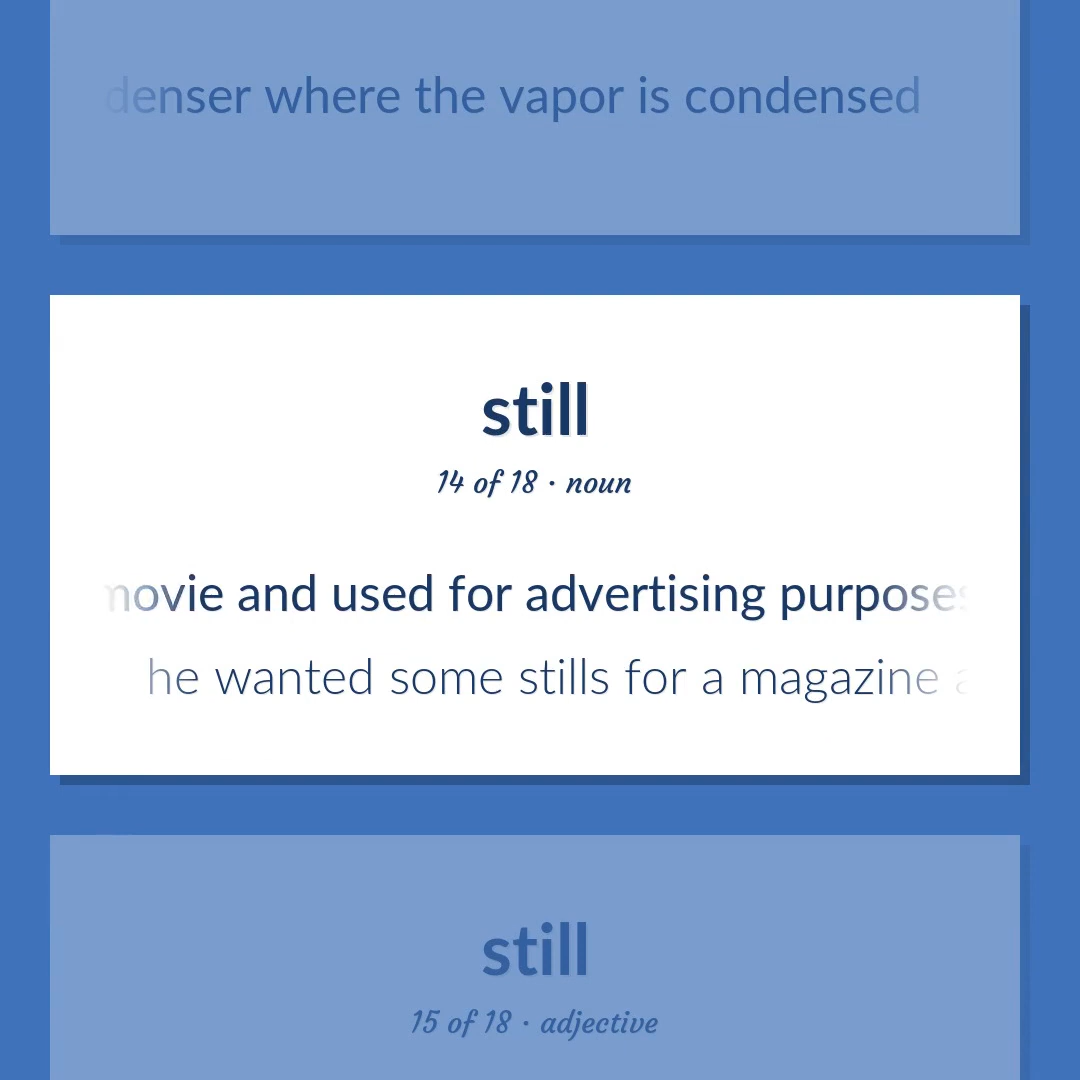 denser where the vapor is condensed
still
14 of 18 · noun
movie and used for advertising purposes
he wanted some stills for a magazine a
still
15 of 18 · adjective